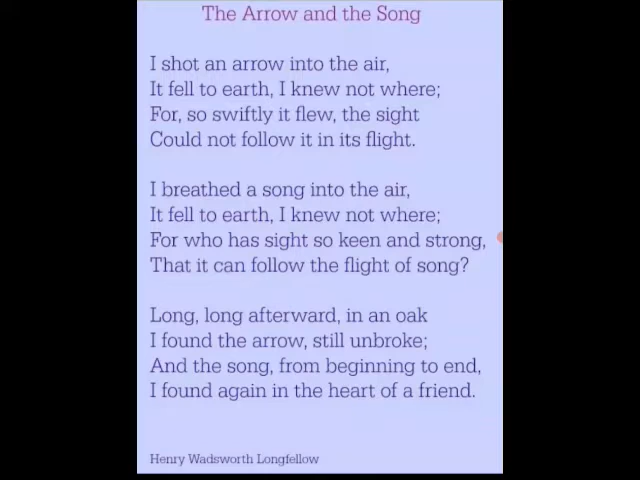 The Arrow and the Song
I shot an arrow into the air,
It fell to earth, I knew not where;
For, so swiftly it flew, the sight
Could not follow it in its flight.
I breathed a song into the air,
It fell to earth, I knew not where;
For who has sight so keen and strong,
That it can follow the flight of song?
Long, long afterward, in an oak
I found the arrow, still unbroke;
And the song, from beginning to end,
I found again in the heart of a friend.
Henry Wadsworth Longfellow